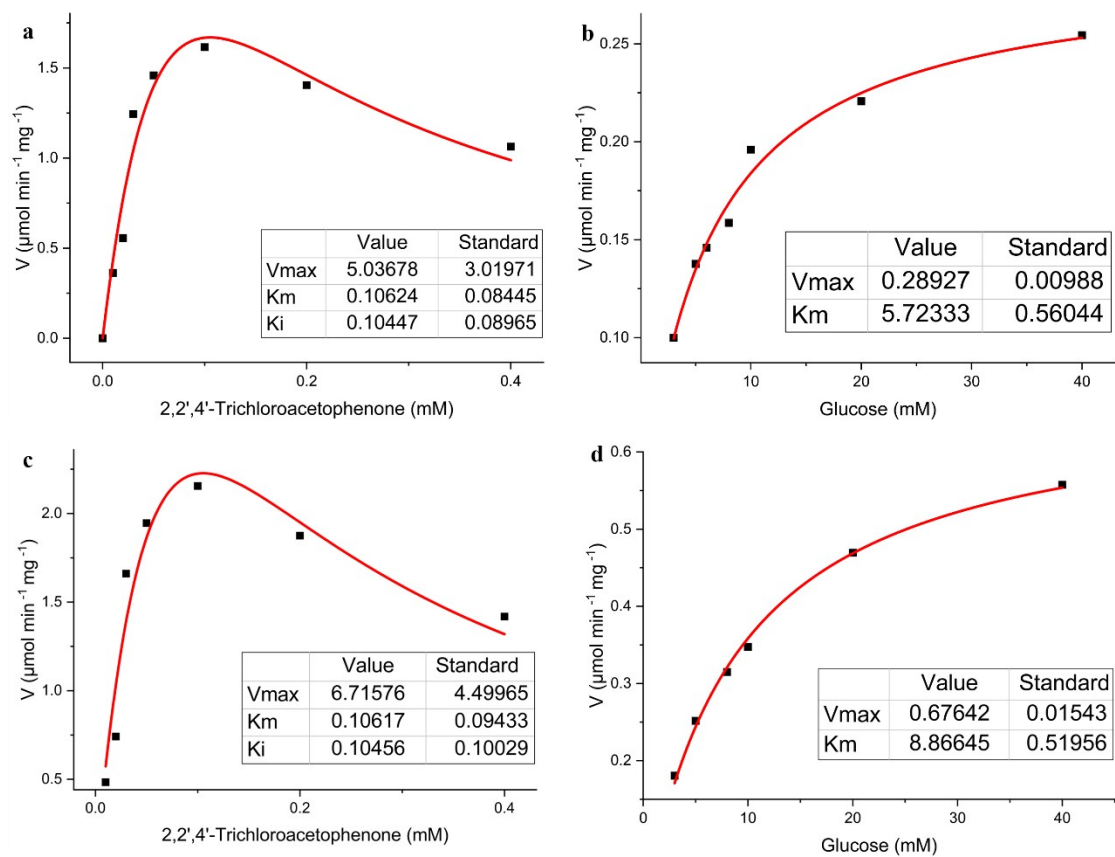 a
V (µmol min⁻¹ mg⁻¹)
1.5
1.0
0.5
0.0
Value Standard
Vmax 5.03678 3.01971
Km 0.10624 0.08445
Ki 0.10447 0.08965
0.0 0.2 0.4
2,2',4'-Trichloroacetophenone (mM)
b
V (µmol min⁻¹ mg⁻¹)
0.25
0.20
0.15
0.10
Value Standard
Vmax 0.28927 0.00988
Km 5.72333 0.56044
10 20 30 40
Glucose (mM)
c
V (µmol min⁻¹ mg⁻¹)
2.0
1.5
1.0
0.5
Value Standard
Vmax 6.71576 4.49965
Km 0.10617 0.09433
Ki 0.10456 0.10029
0.0 0.2 0.4
2,2',4'-Trichloroacetophenone (mM)
d
V (µmol min⁻¹ mg⁻¹)
0.6
0.5
0.4
0.3
0.2
Value Standard
Vmax 0.67642 0.01543
Km 8.86645 0.51956
0 10 20 30 40
Glucose (mM)